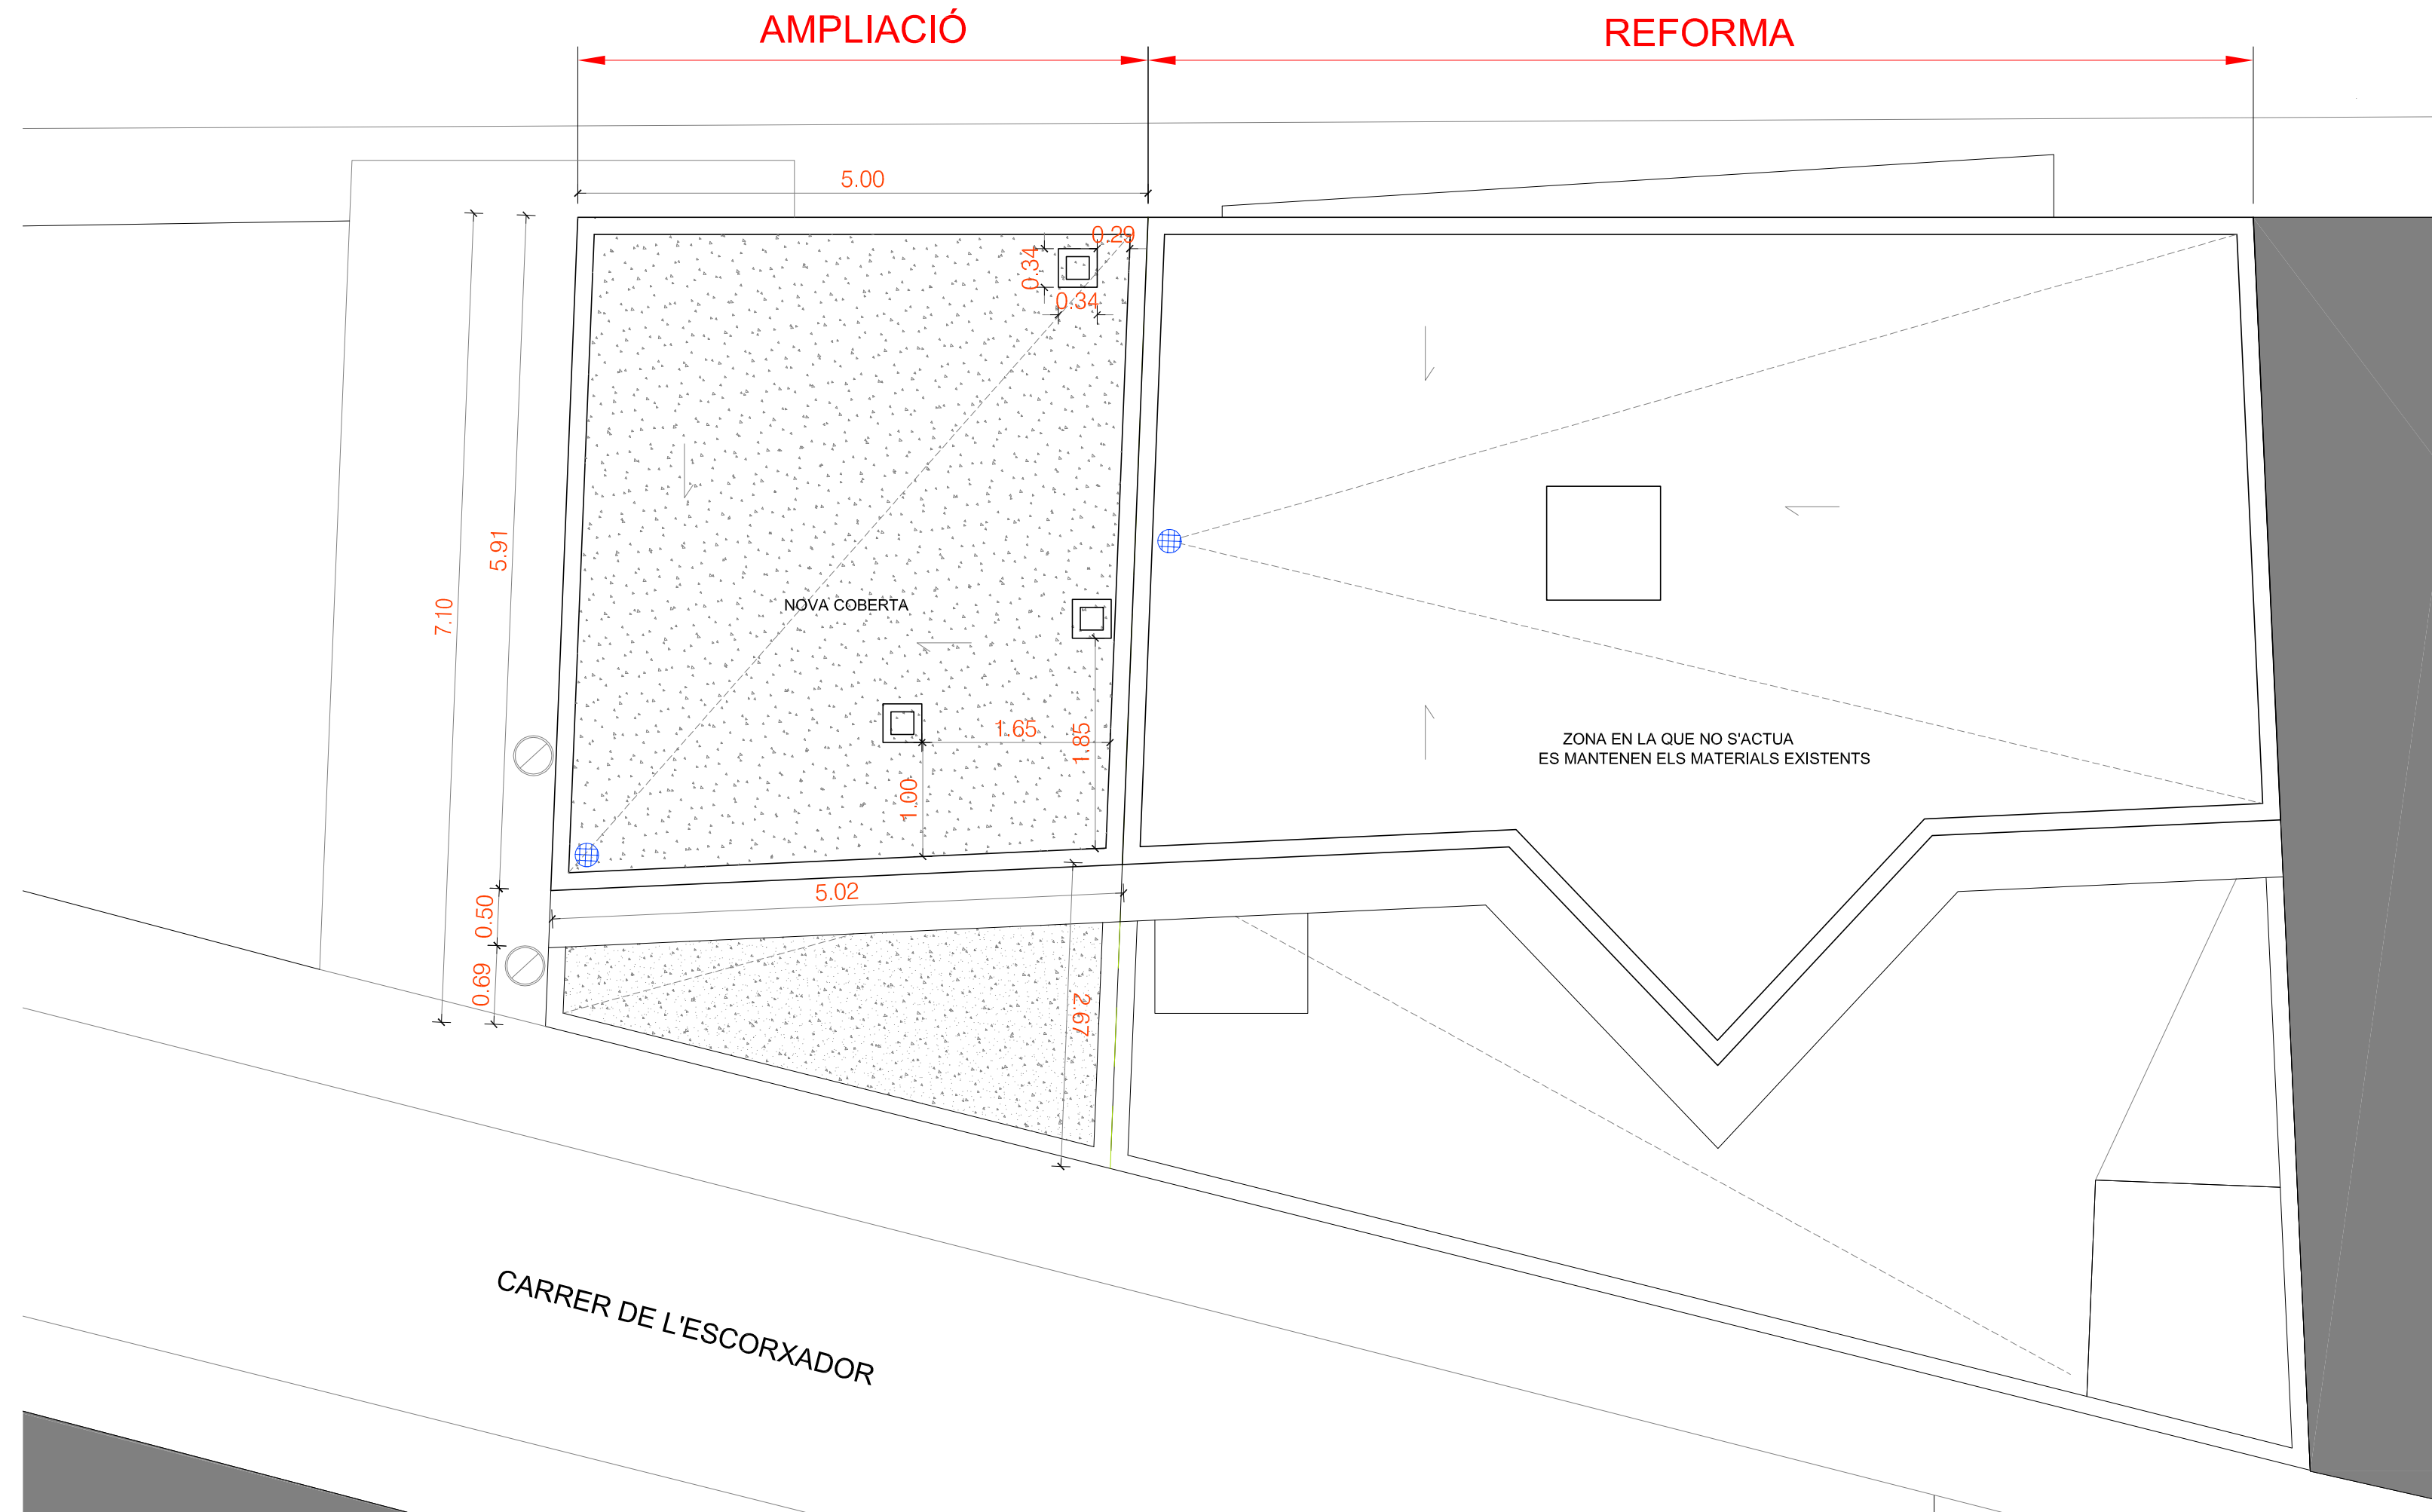 AMPLIACIÓ
REFORMA
5.00
0.29
0.34
0.34
5.91
7.10
NOVA COBERTA
1.65
1.85
1.00
ZONA EN LA QUE NO S'ACTUA
ES MANTENEN ELS MATERIALS EXISTENTS
5.02
0.50
0.69
2.67
CARRER DE L'ESCORXADOR